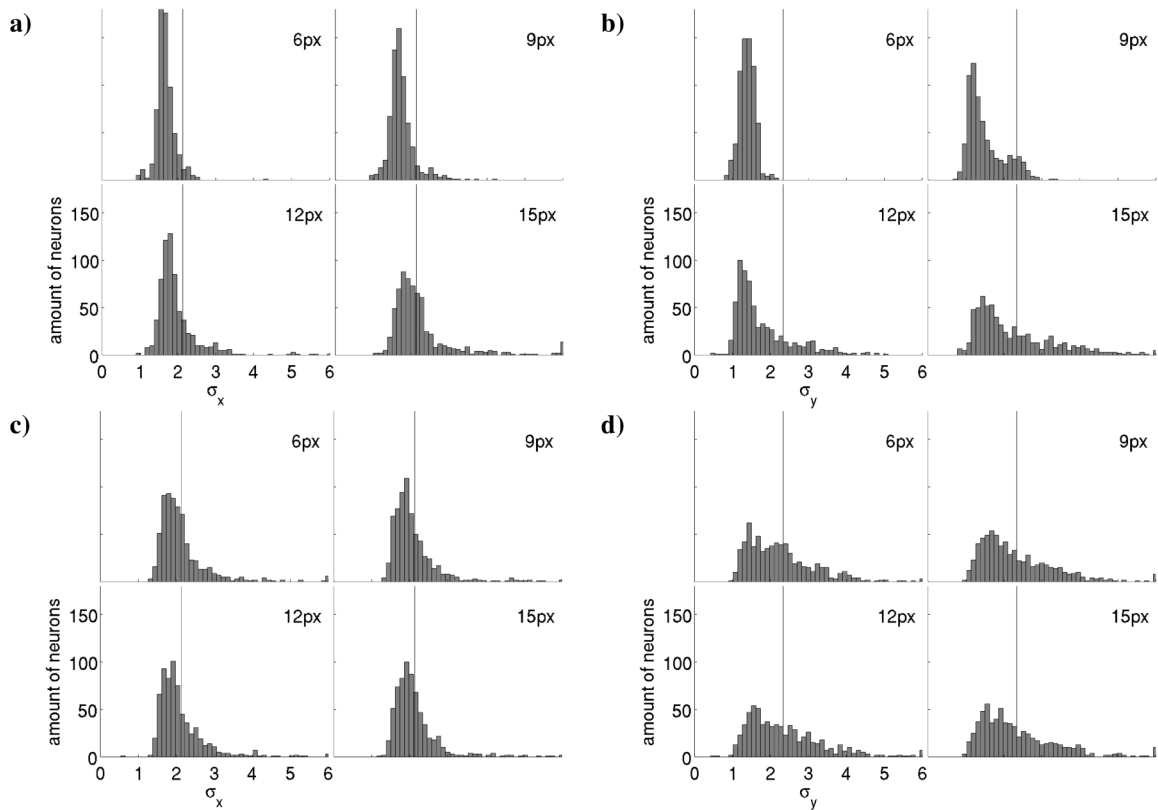 a)
6px
9px
12px
15px
amount of neurons
150
100
50
0
0 1 2 3 4 5 6
σx
b)
6px
9px
12px
15px
amount of neurons
150
100
50
0
0 1 2 3 4 5 6
σy
c)
6px
9px
12px
15px
amount of neurons
150
100
50
0
0 1 2 3 4 5 6
σx
d)
6px
9px
12px
15px
amount of neurons
150
100
50
0
0 1 2 3 4 5 6
σy